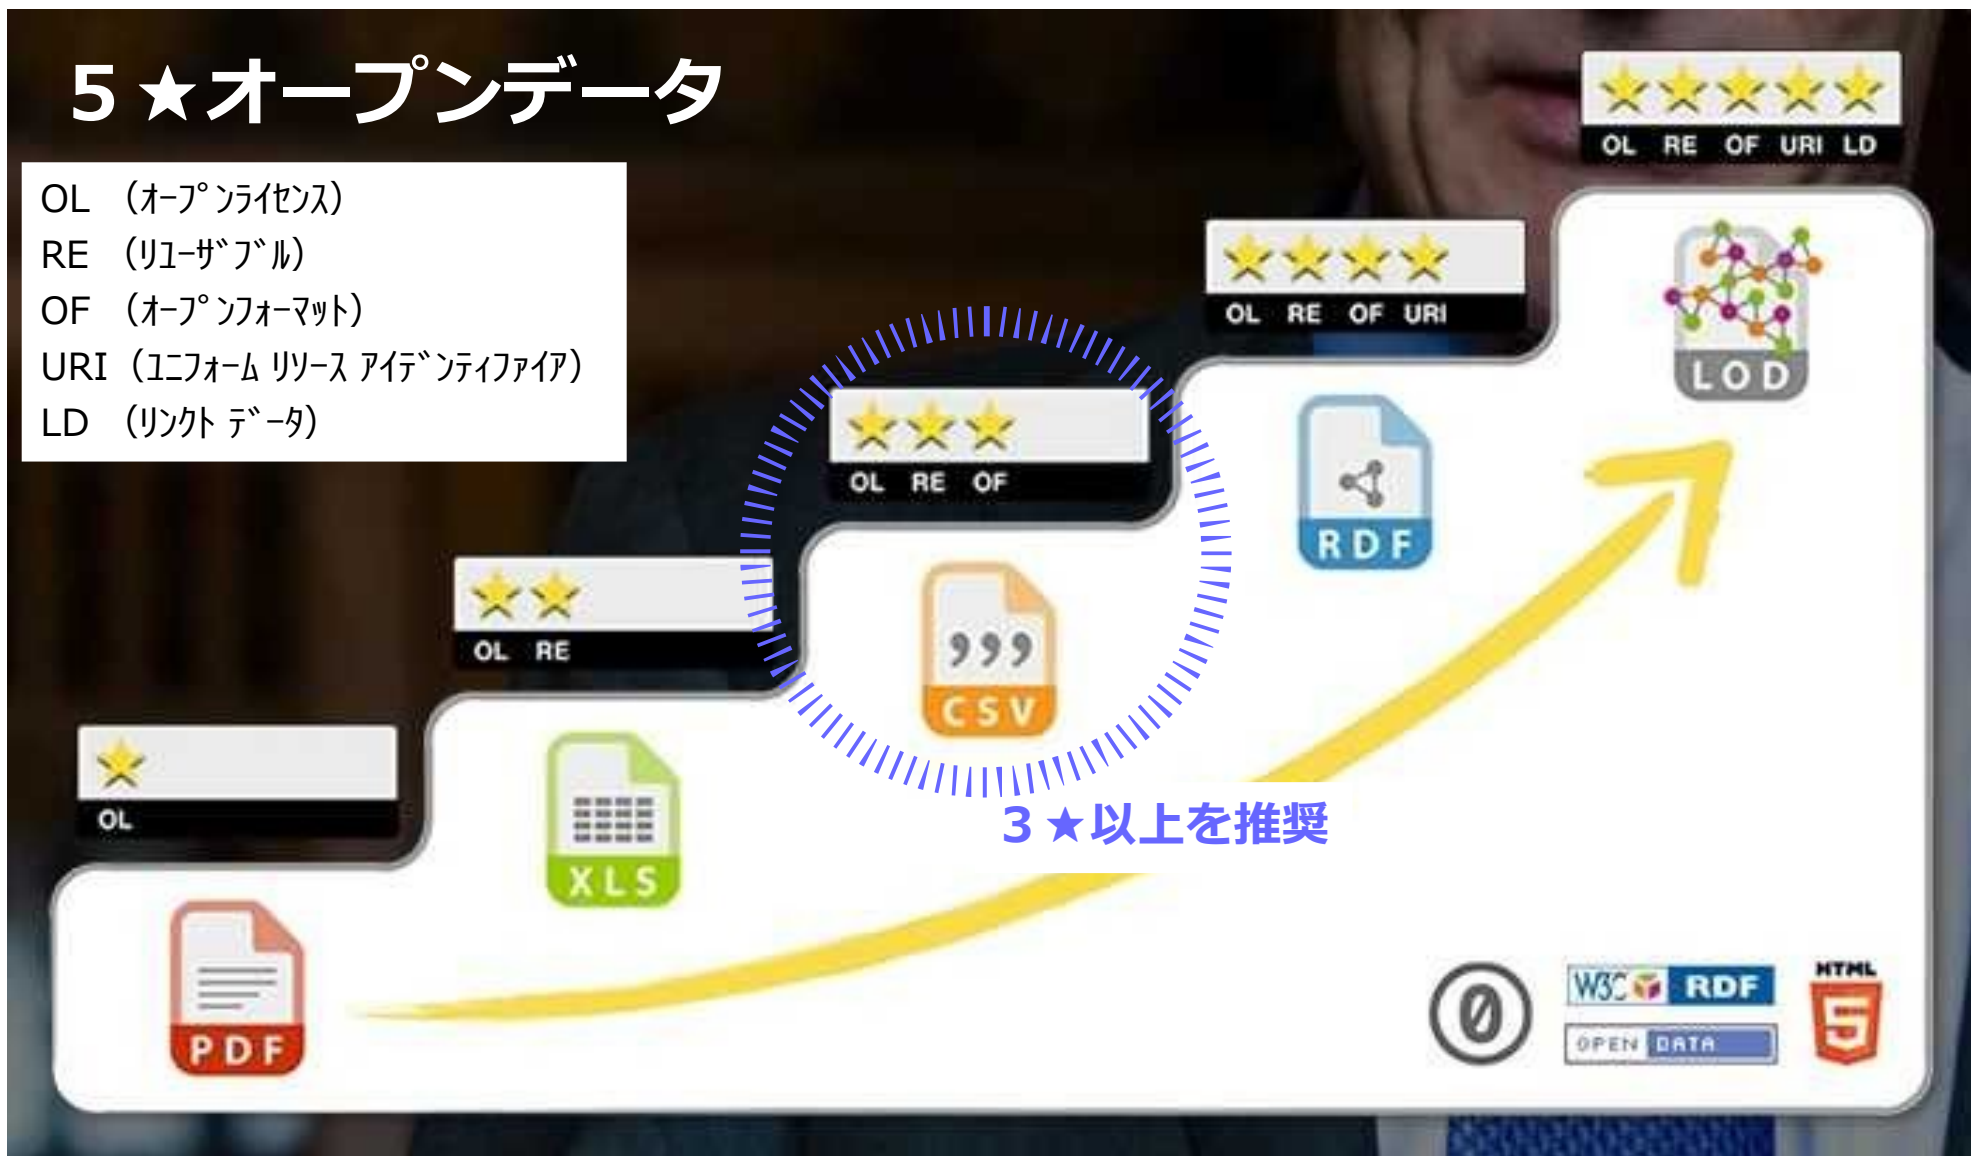 ５★オープンデータ
OL （ｵｰﾌﾟﾝﾗｲｾﾝｽ）
RE （ﾘﾕｰｻﾞﾌﾞﾙ）
OF （ｵｰﾌﾟﾝﾌｫｰﾏｯﾄ）
URI（ﾕﾆﾌｫｰﾑ ﾘｿｰｽ ｱｲﾃﾞﾝﾃｨﾌｧｲｱ）
LD （ﾘﾝｸﾄ ﾃﾞｰﾀ）
OL RE OF URI LD
LOD
OL RE OF URI
RDF
OL RE OF
CSV
３★以上を推奨
OL RE
XLS
OL
PDF
0
W3C RDF
OPEN DATA
HTML
5